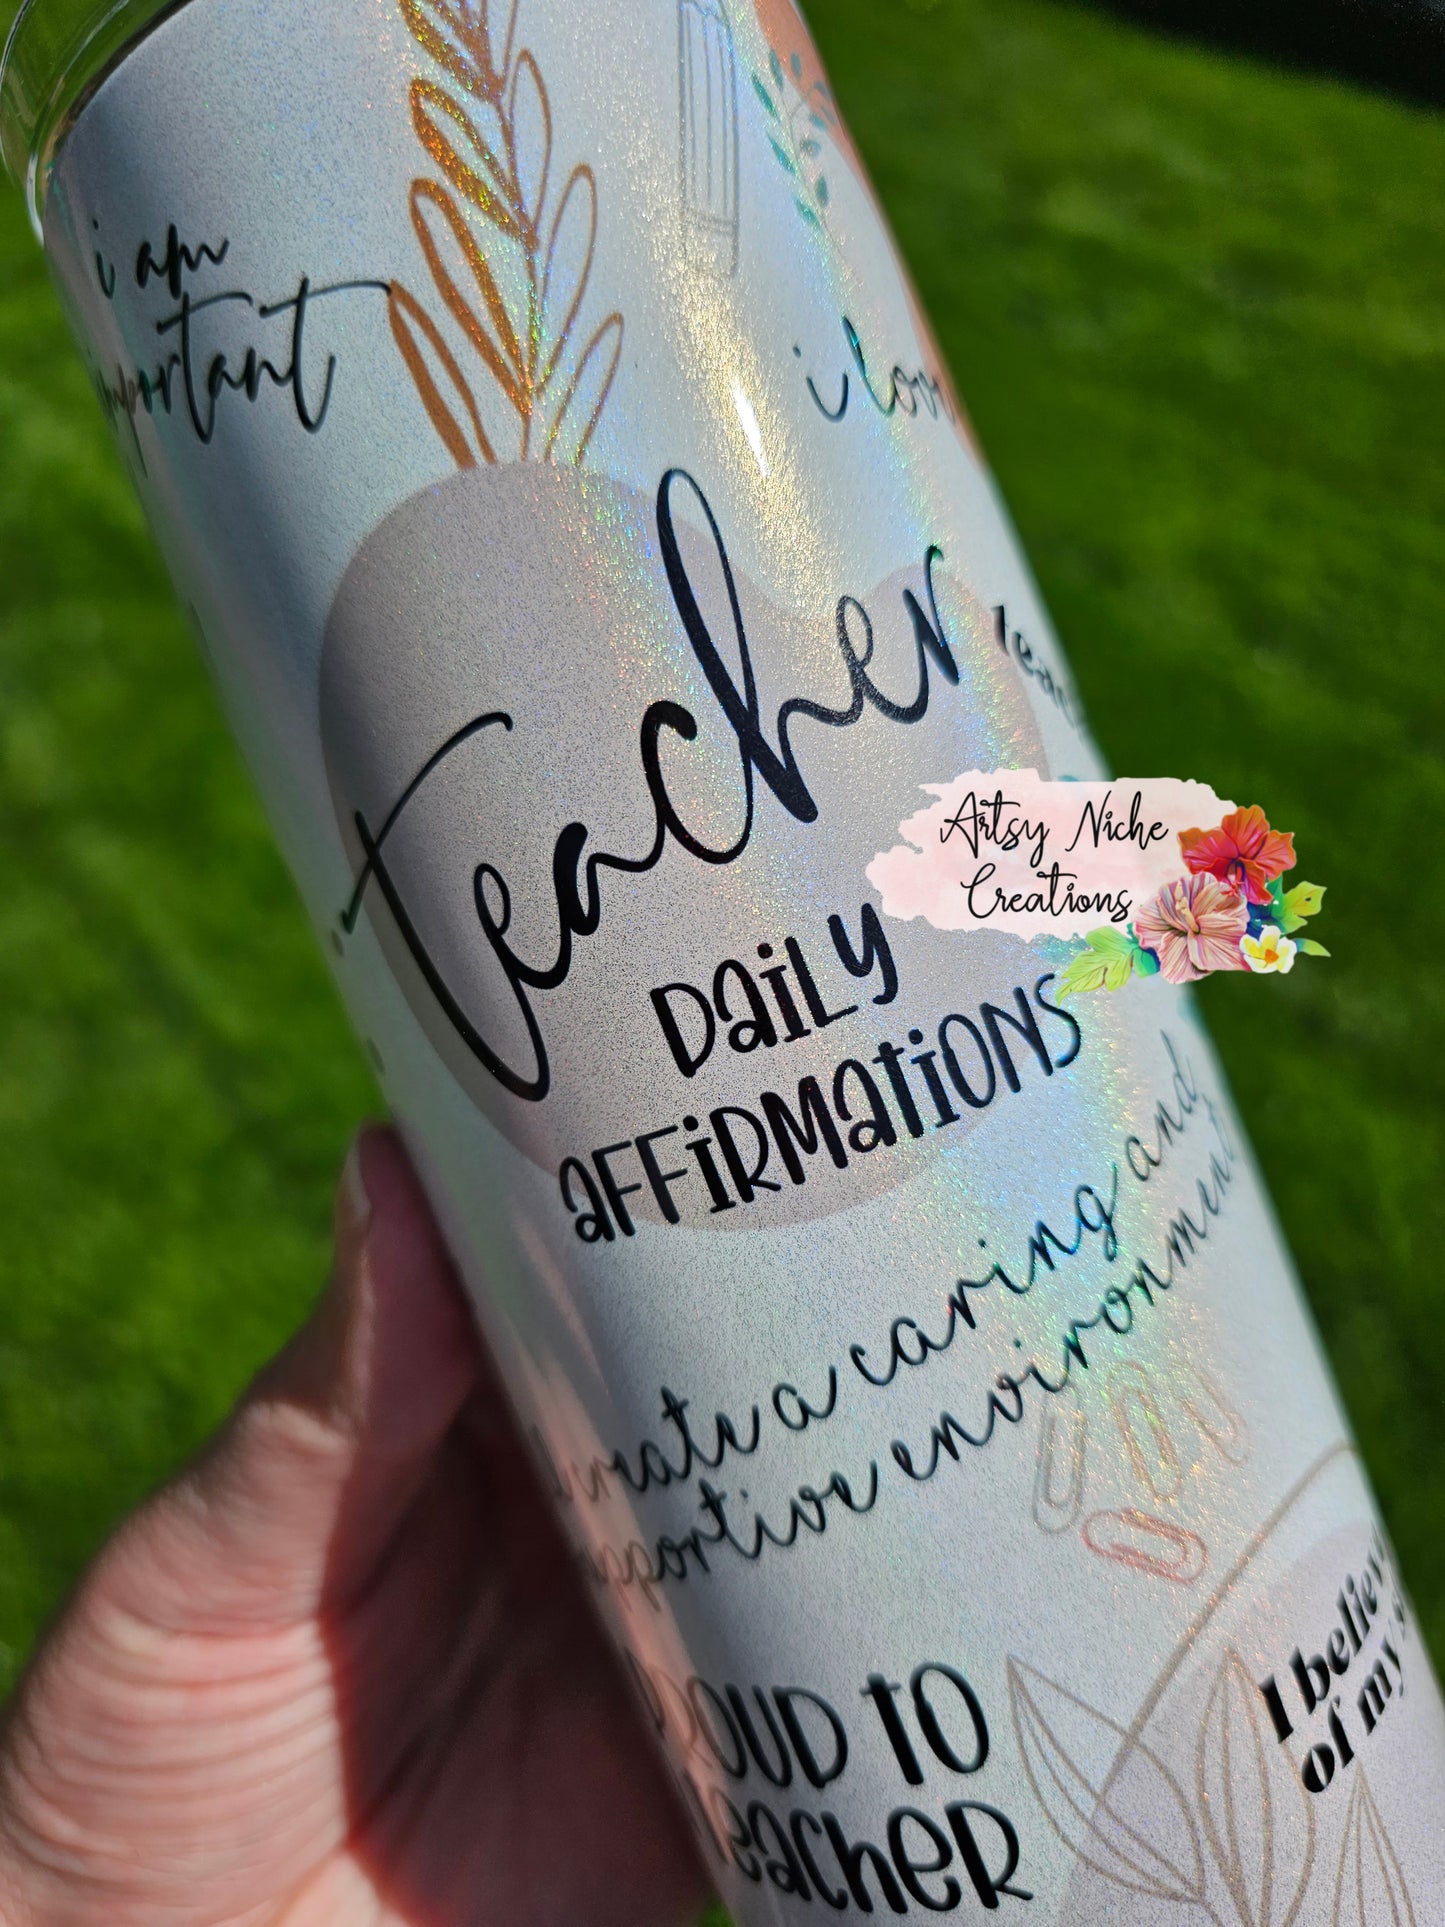 i am
important
i love
teacher
Artsy Niche
Creations
DAILY
AFFIRMATIONS
create a caring and
supportive environment
PROUD TO
TEACHER
I believe
of my